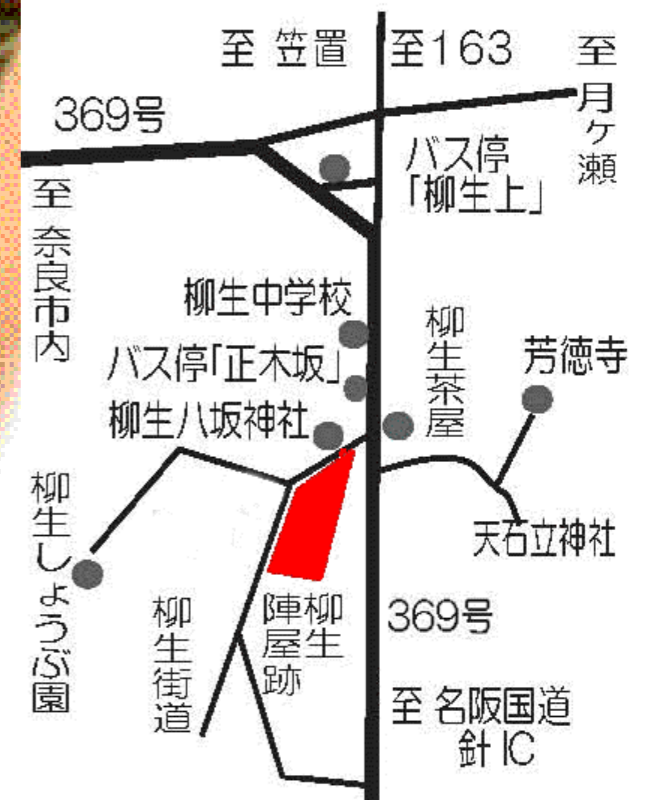 至 笠置
至163
至月ヶ瀬
369号
バス停
「柳生上」
至 奈良市内
柳生中学校
柳生茶屋
芳徳寺
バス停「正木坂」
柳生八坂神社
柳生しょうぶ園
天石立神社
柳生街道
柳生
陣屋跡
369号
至 名阪国道
針IC